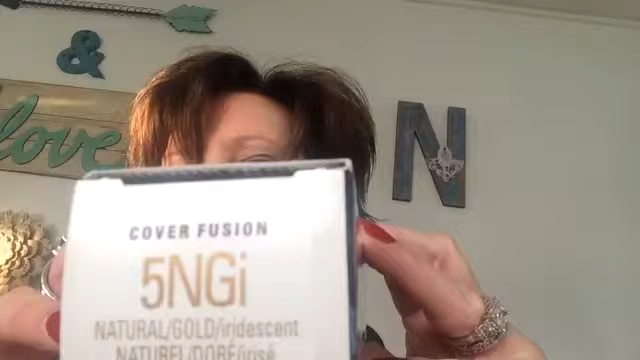 &
love
N
COVER FUSION
5NGi
NATURAL/GOLD/iridescent
NATUREL/DORÉ/irisé